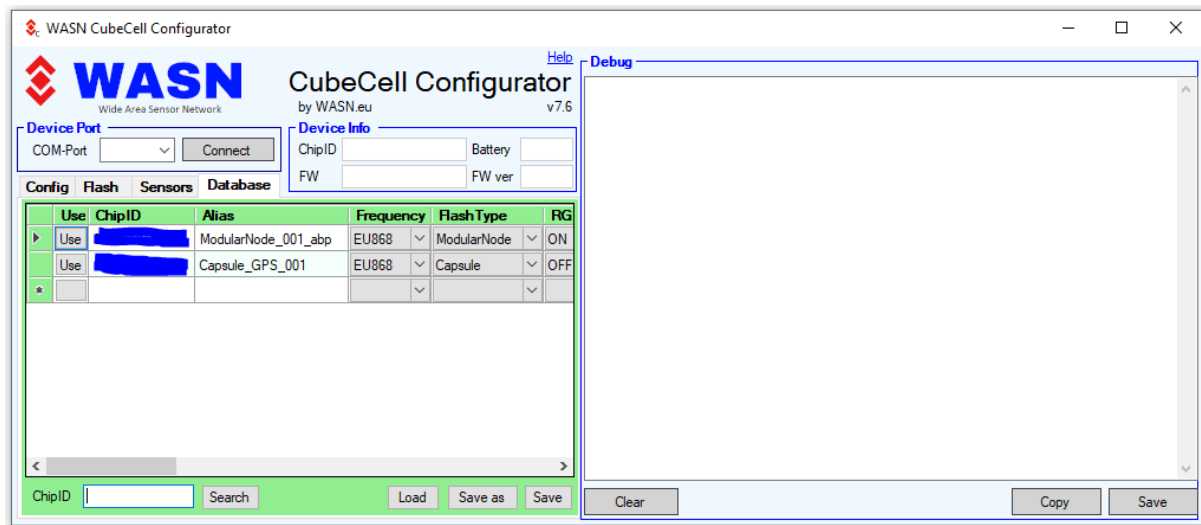 WASN CubeCell Configurator
Help
WASN
Wide Area Sensor Network
CubeCell Configurator
by WASN.eu v7.6
Device Port
COM-Port Connect
Device Info
ChipID Battery
FW FW ver
Config Flash Sensors Database
Use ChipID Alias Frequency FlashType RG
Use ModularNode_001_abp EU868 ModularNode ON
Use Capsule_GPS_001 EU868 Capsule OFF
ChipID Search Load Save as Save
Debug
Clear Copy Save